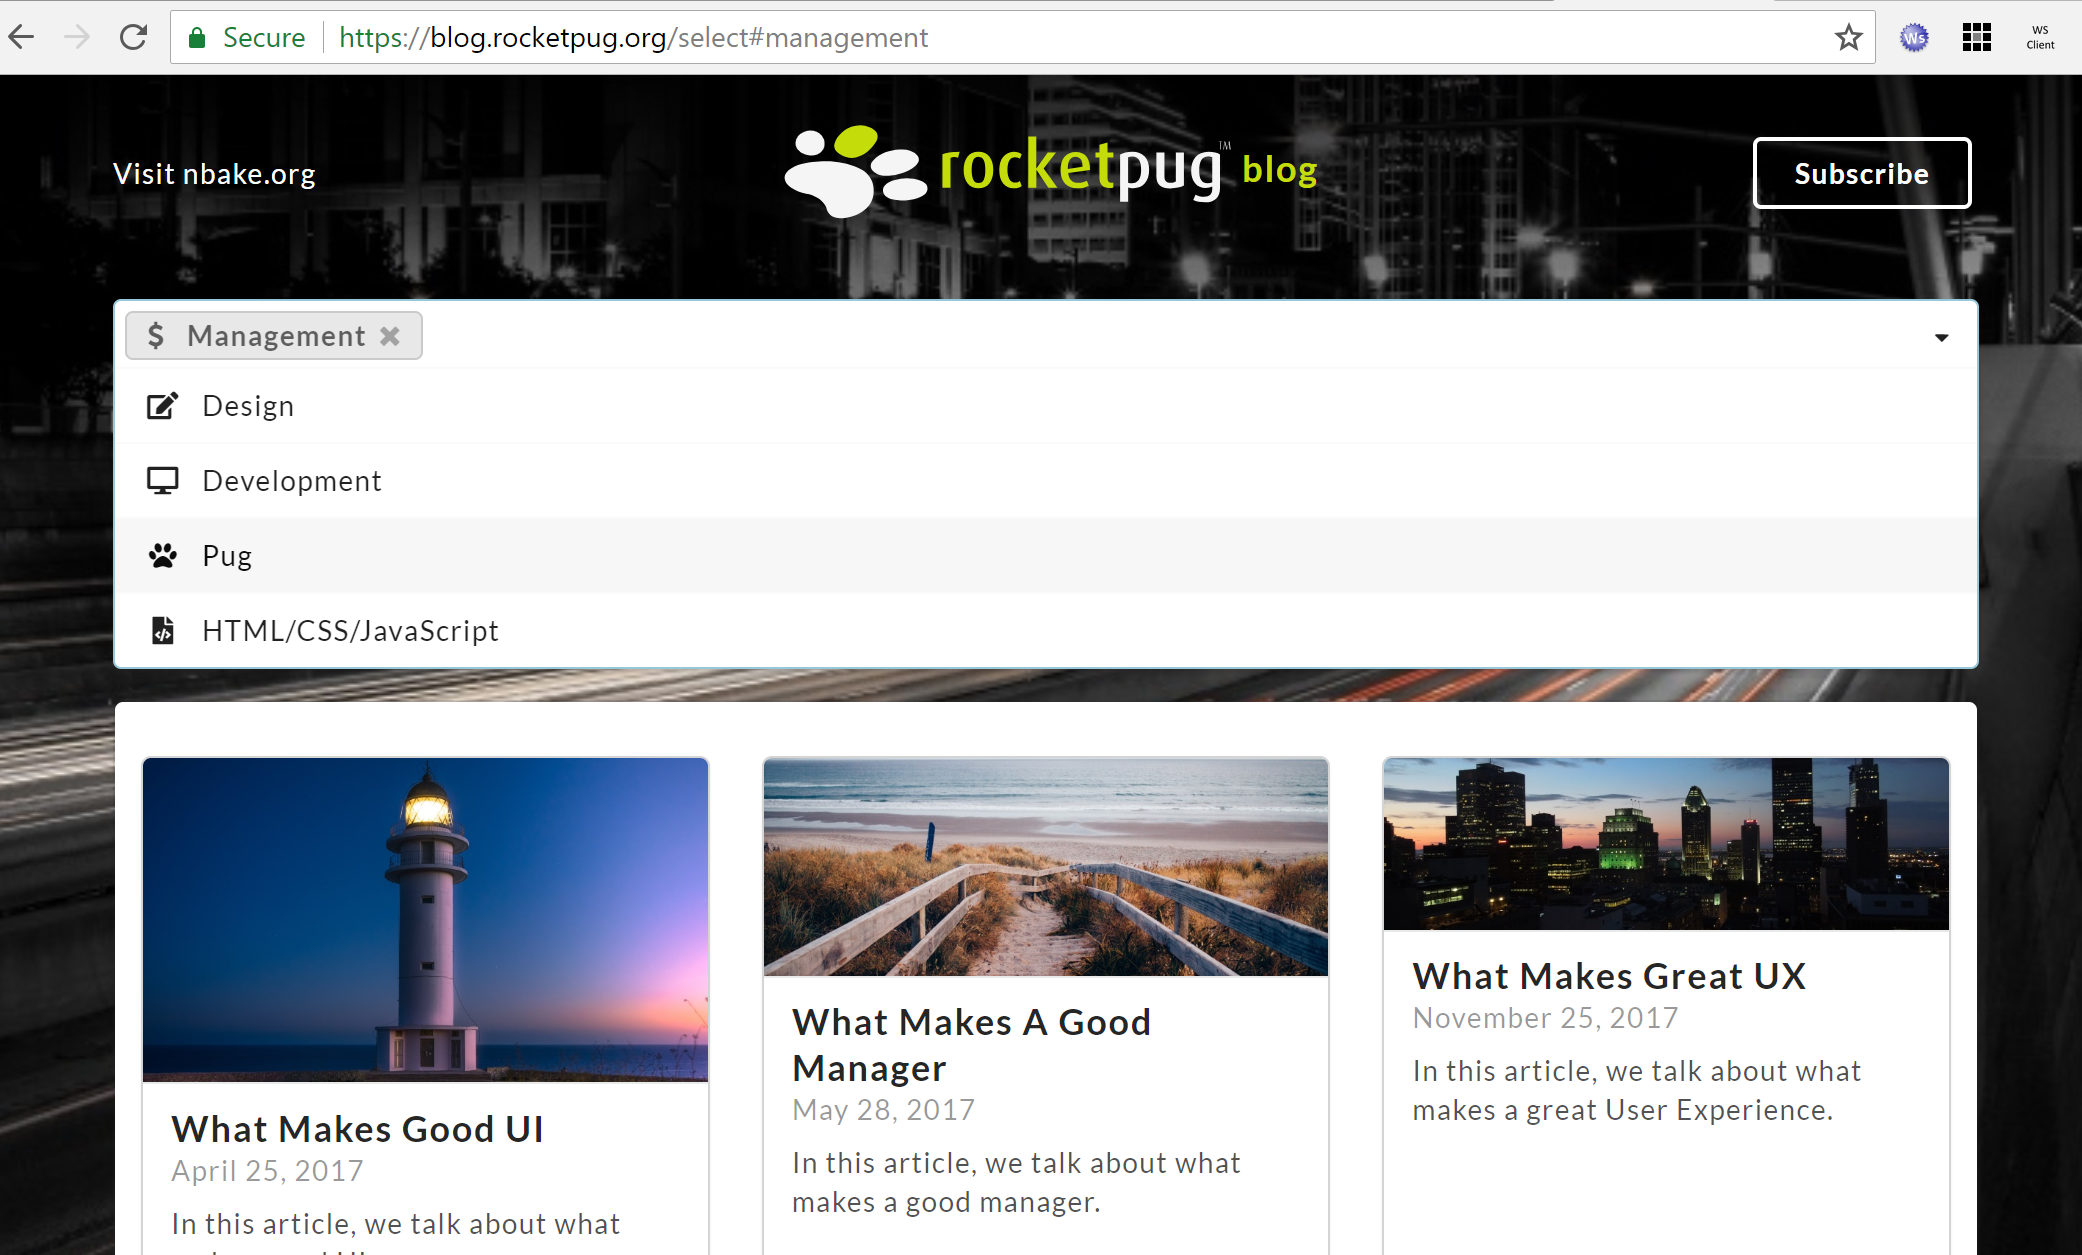 Secure
https://blog.rocketpug.org/select#management
Ws
WS
Client
Visit nbake.org
rocketpug™ blog
Subscribe
$ Management
Design
Development
Pug
HTML/CSS/JavaScript
What Makes Good UI
April 25, 2017
In this article, we talk about what
What Makes A Good
Manager
May 28, 2017
In this article, we talk about what
makes a good manager.
What Makes Great UX
November 25, 2017
In this article, we talk about what
makes a great User Experience.